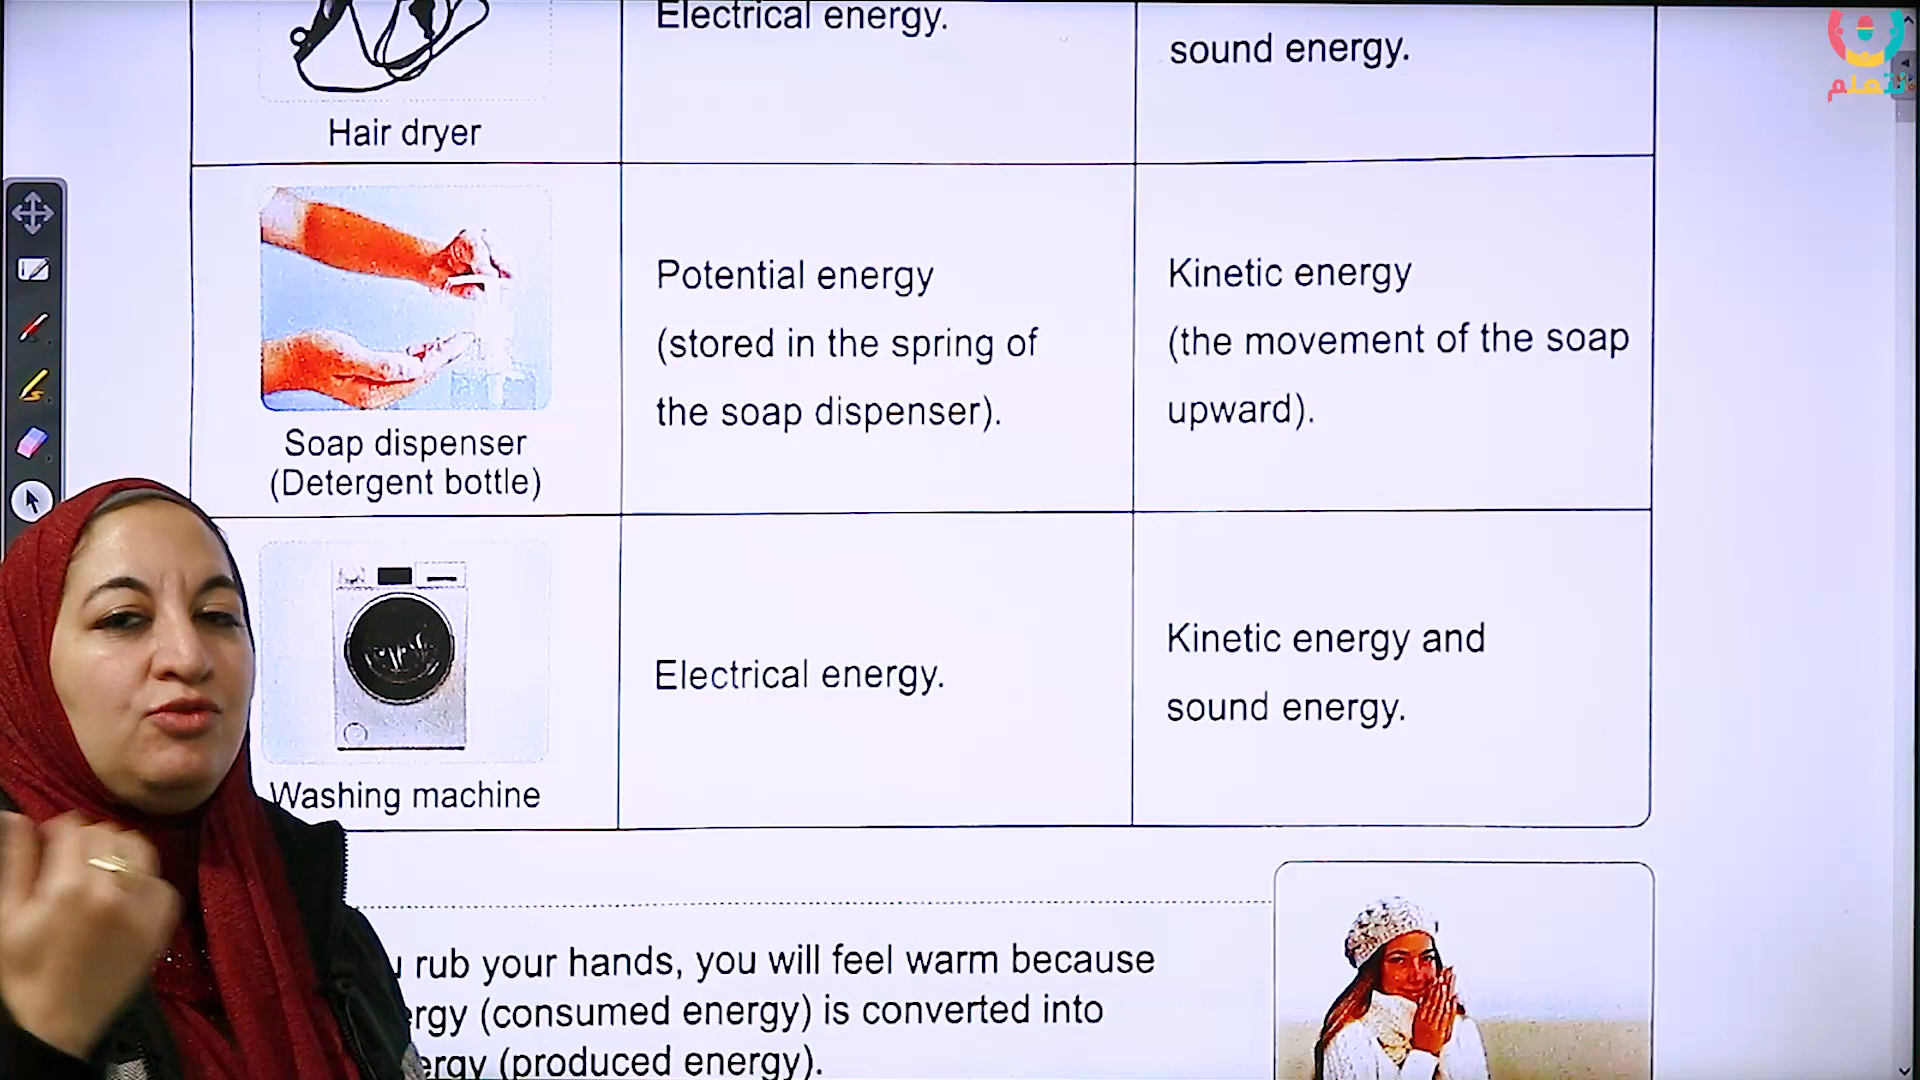 Electrical energy.
sound energy.
Hair dryer
نتعلم
Potential energy
(stored in the spring of
the soap dispenser).
Kinetic energy
(the movement of the soap
upward).
Soap dispenser
(Detergent bottle)
Electrical energy.
Kinetic energy and
sound energy.
Washing machine
rub your hands, you will feel warm because
(consumed energy) is converted into
(produced energy).